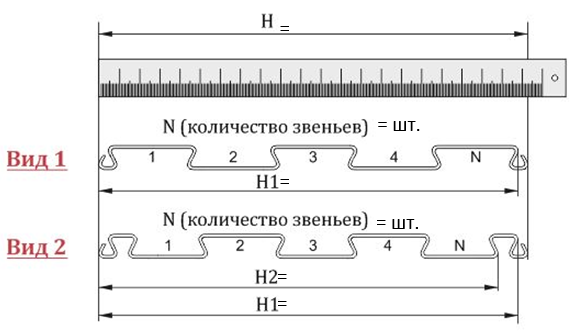 H =
N (количество звеньев) = шт.
Вид 1
1 2 3 4 N
H1=
N (количество звеньев) = шт.
Вид 2
1 2 3 4 N
H2=
H1=